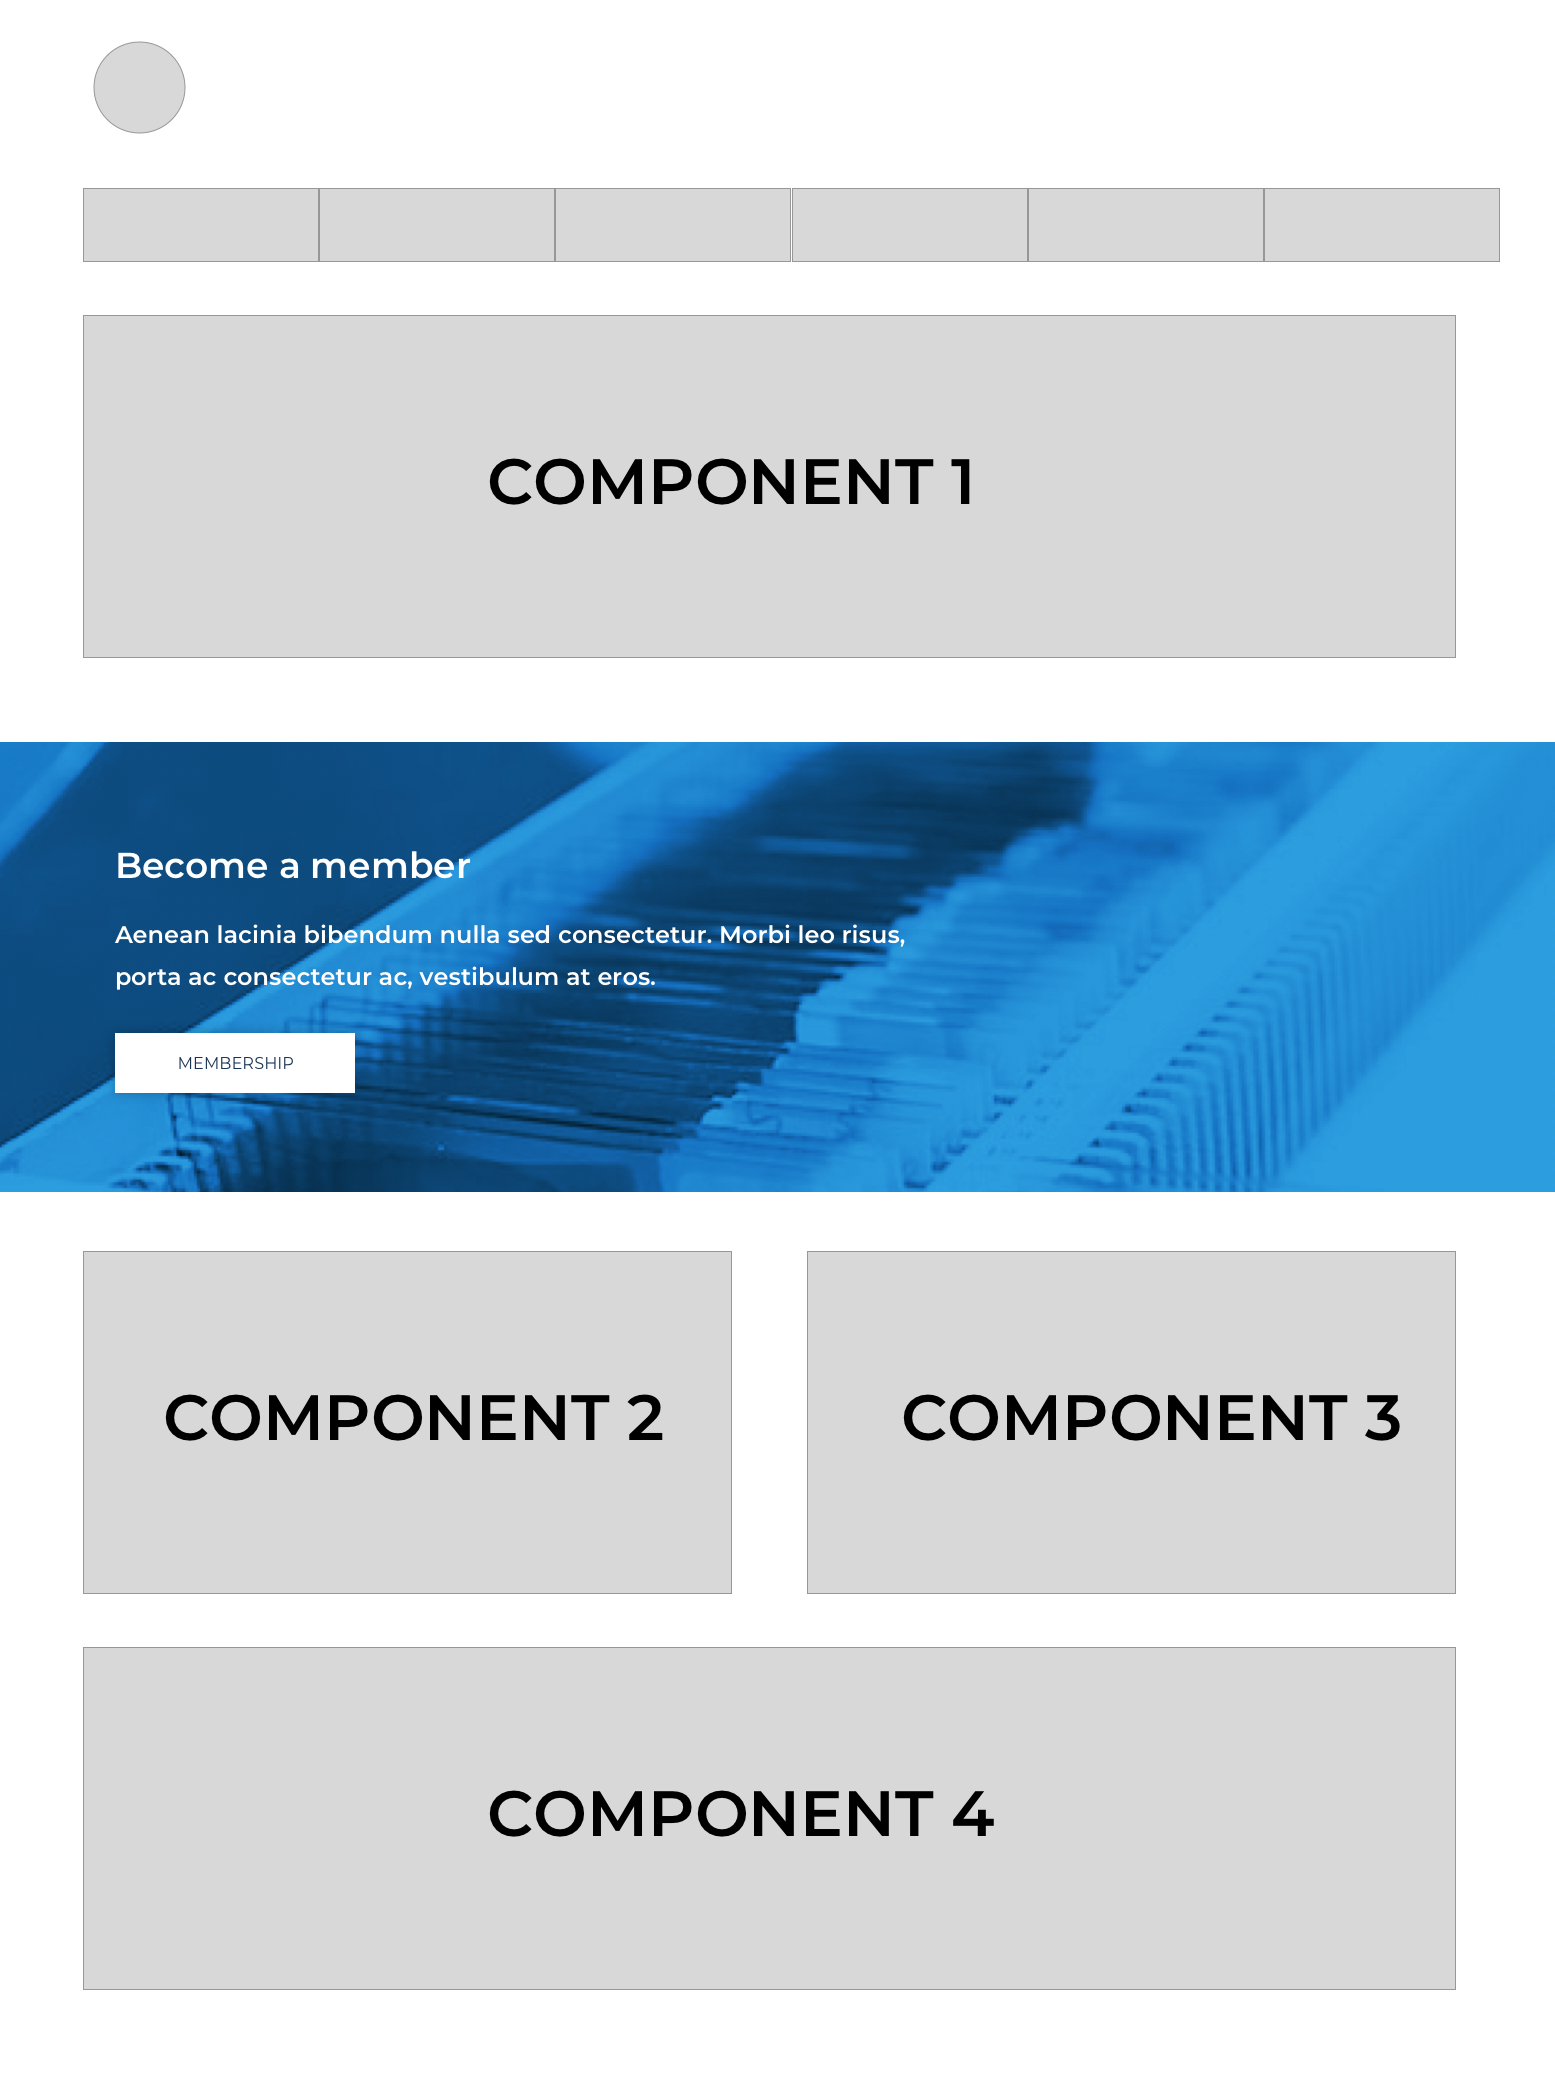 COMPONENT 1
Become a member
Aenean lacinia bibendum nulla sed consectetur. Morbi leo risus,
porta ac consectetur ac, vestibulum at eros.
MEMBERSHIP
COMPONENT 2
COMPONENT 3
COMPONENT 4